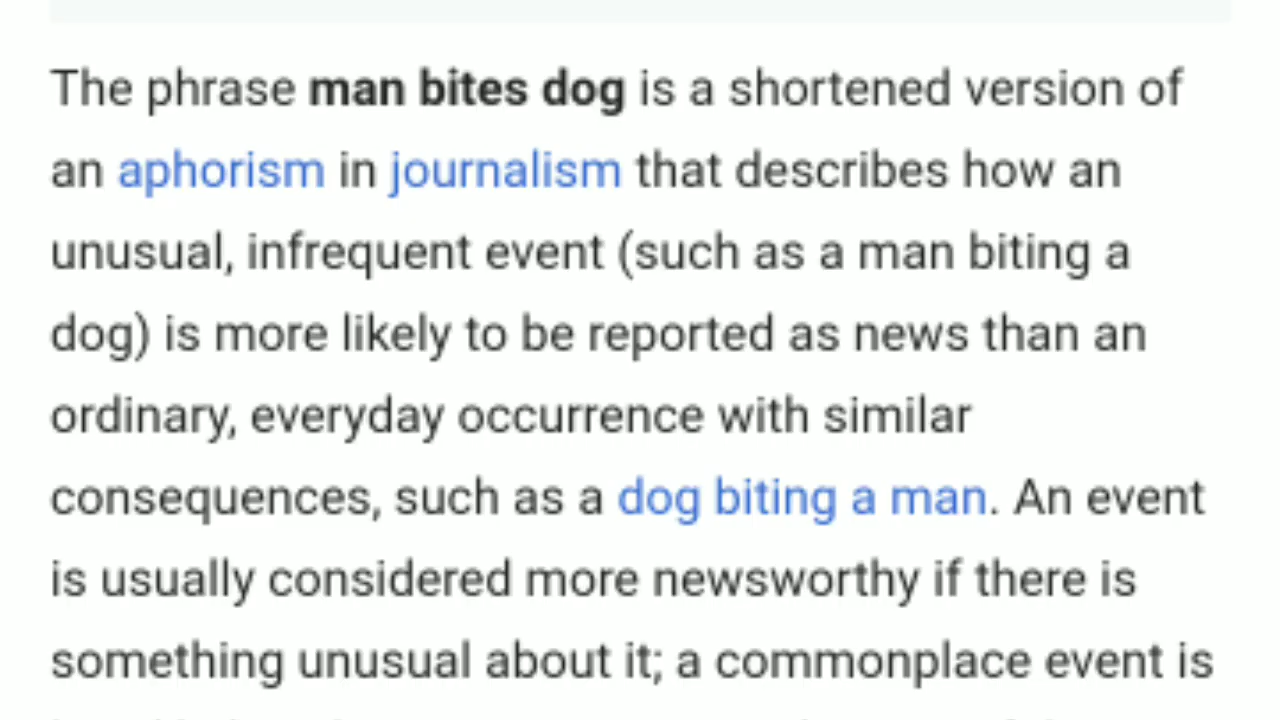 The phrase man bites dog is a shortened version of
an aphorism in journalism that describes how an
unusual, infrequent event (such as a man biting a
dog) is more likely to be reported as news than an
ordinary, everyday occurrence with similar
consequences, such as a dog biting a man. An event
is usually considered more newsworthy if there is
something unusual about it; a commonplace event is